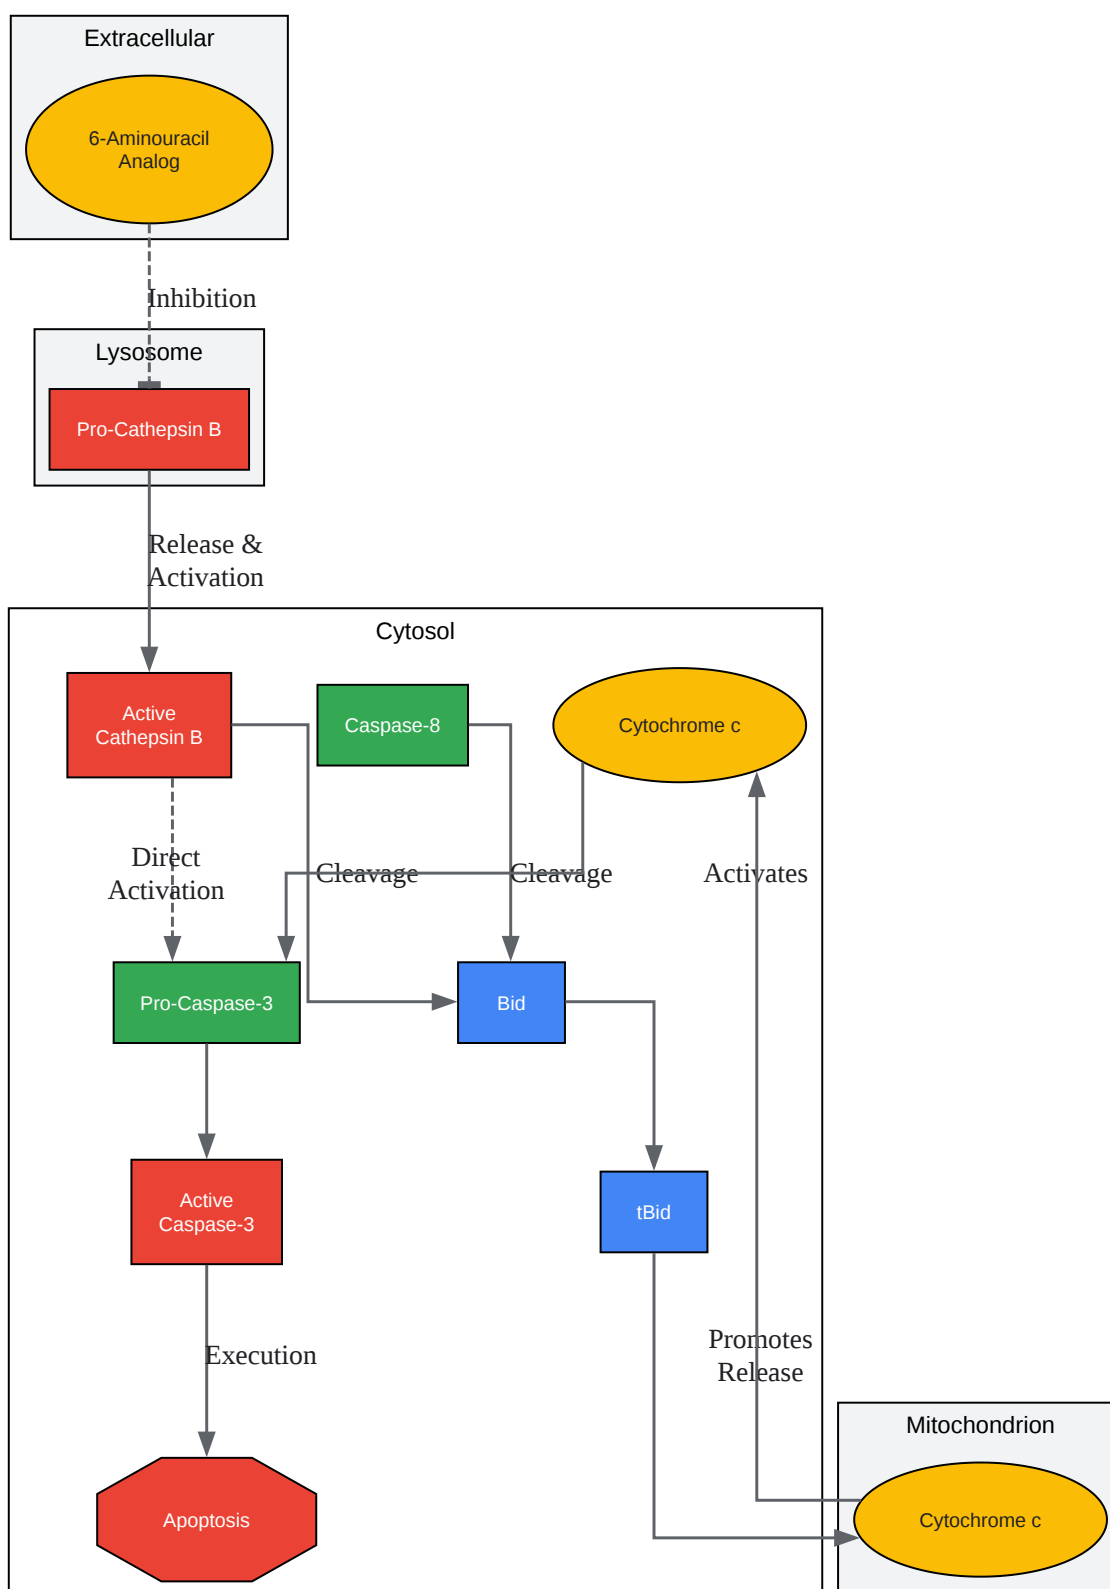 Extracellular
6-Aminouracil
Analog
Inhibition
Lysosome
Pro-Cathepsin B
Release &
Activation
Cytosol
Active
Cathepsin B
Caspase-8
Cytochrome c
Direct
Activation
Cleavage
Cleavage
Activates
Pro-Caspase-3
Bid
Active
Caspase-3
tBid
Execution
Promotes
Release
Mitochondrion
Apoptosis
Cytochrome c